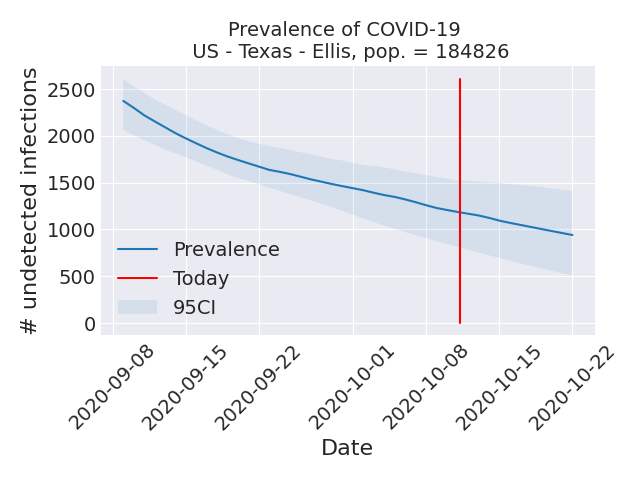 Prevalence of COVID-19
US - Texas - Ellis, pop. = 184826
# undetected infections
2500
2000
1500
1000
500
0
Prevalence
Today
95CI
2020-09-08
2020-09-15
2020-09-22
2020-10-01
2020-10-08
2020-10-15
2020-10-22
Date